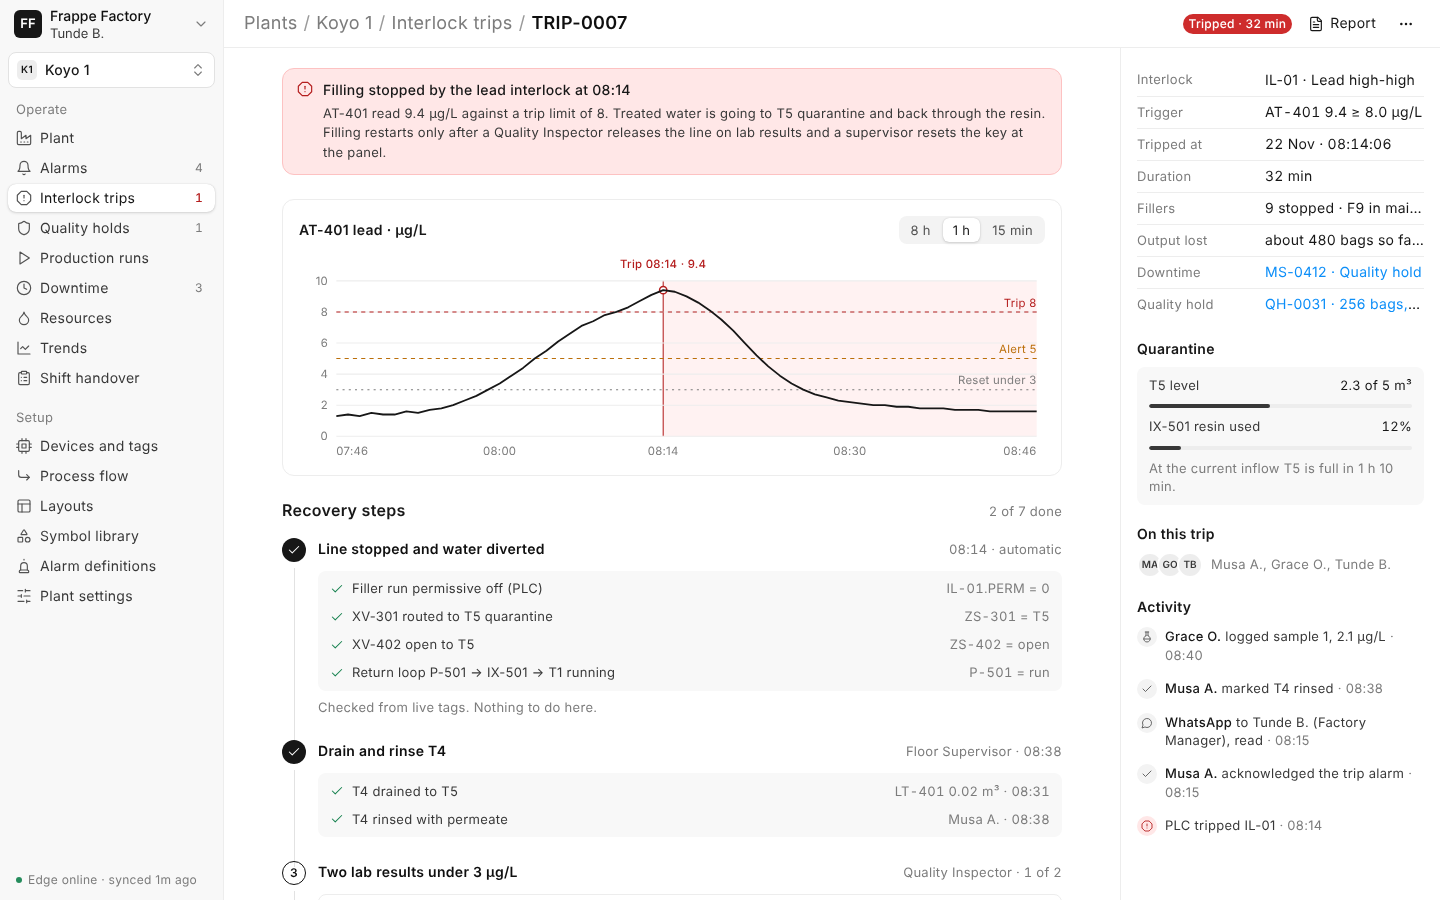 FF
Frappe Factory
Tunde B.
K1 Koyo 1
Operate
Plant
Alarms 4
Interlock trips 1
Quality holds 1
Production runs
Downtime 3
Resources
Trends
Shift handover
Setup
Devices and tags
Process flow
Layouts
Symbol library
Alarm definitions
Plant settings
Edge online · synced 1m ago
Plants / Koyo 1 / Interlock trips / TRIP-0007
Tripped · 32 min
Report
Filling stopped by the lead interlock at 08:14
AT-401 read 9.4 µg/L against a trip limit of 8. Treated water is going to T5 quarantine and back through the resin.
Filling restarts only after a Quality Inspector releases the line on lab results and a supervisor resets the key at
the panel.
AT-401 lead · µg/L
8 h 1 h 15 min
Trip 08:14 · 9.4
10
8
6
4
2
0
Trip 8
Alert 5
Reset under 3
07:46 08:00 08:14 08:30 08:46
Recovery steps 2 of 7 done
Line stopped and water diverted 08:14 · automatic
Filler run permissive off (PLC) IL-01.PERM = 0
XV-301 routed to T5 quarantine ZS-301 = T5
XV-402 open to T5 ZS-402 = open
Return loop P-501 → IX-501 → T1 running P-501 = run
Checked from live tags. Nothing to do here.
Drain and rinse T4 Floor Supervisor · 08:38
T4 drained to T5 LT-401 0.02 m³ · 08:31
T4 rinsed with permeate Musa A. · 08:38
3 Two lab results under 3 µg/L Quality Inspector · 1 of 2
Interlock IL-01 · Lead high-high
Trigger AT-401 9.4 ≥ 8.0 µg/L
Tripped at 22 Nov · 08:14:06
Duration 32 min
Fillers 9 stopped · F9 in mai...
Output lost about 480 bags so fa...
Downtime MS-0412 · Quality hold
Quality hold QH-0031 · 256 bags,...
Quarantine
T5 level 2.3 of 5 m³
IX-501 resin used 12%
At the current inflow T5 is full in 1 h 10
min.
On this trip
MA GO TB Musa A., Grace O., Tunde B.
Activity
Grace O. logged sample 1, 2.1 µg/L ·
08:40
Musa A. marked T4 rinsed · 08:38
WhatsApp to Tunde B. (Factory
Manager), read · 08:15
Musa A. acknowledged the trip alarm ·
08:15
PLC tripped IL-01 · 08:14